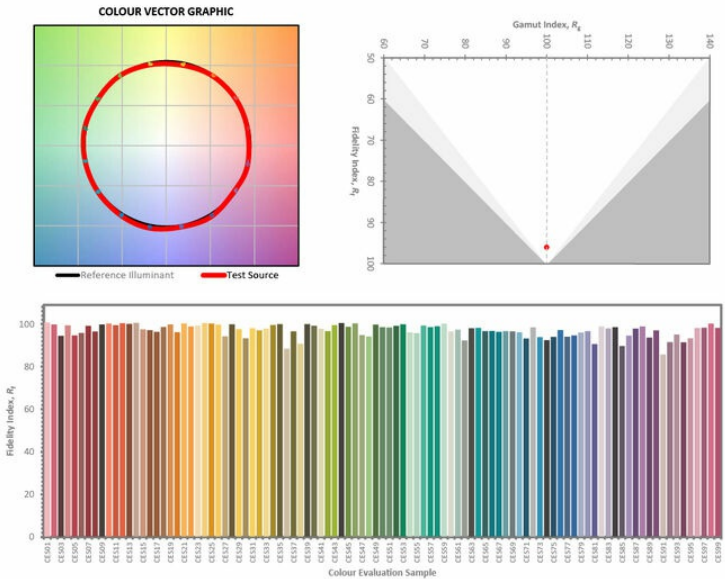 COLOUR VECTOR GRAPHIC
Reference Illuminant
Test Source
Gamut Index, Rg
60
70
80
90
100
110
120
130
140
Fidelity Index, Rf
50
60
70
80
90
100
Fidelity Index, Rf
100
80
60
40
20
0
CES01
CES03
CES05
CES07
CES09
CES11
CES13
CES15
CES17
CES19
CES21
CES23
CES25
CES27
CES29
CES31
CES33
CES35
CES37
CES39
CES41
CES43
CES45
CES47
CES49
CES51
CES53
CES55
CES57
CES59
CES61
CES63
CES65
CES67
CES69
CES71
CES73
CES75
CES77
CES79
CES81
CES83
CES85
CES87
CES89
CES91
CES93
CES95
CES97
CES99
Colour Evaluation Sample